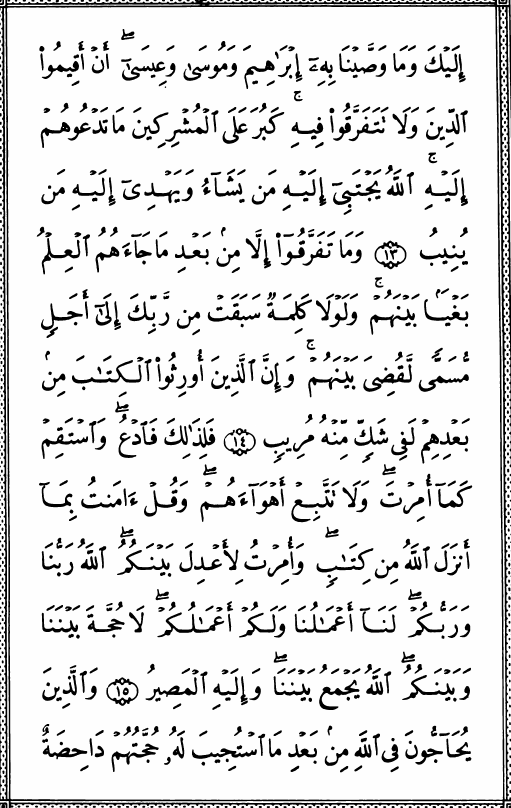 إِلَيْكَ وَمَا وَصَّيْنَا بِهِۦٓ إِبْرَٰهِيمَ وَمُوسَىٰ وَعِيسَىٰٓ ۖ أَنْ أَقِيمُوا۟
ٱلدِّينَ وَلَا تَتَفَرَّقُوا۟ فِيهِ ۚ كَبُرَ عَلَى ٱلْمُشْرِكِينَ مَا تَدْعُوهُمْ
إِلَيْهِ ۚ ٱللَّهُ يَجْتَبِىٓ إِلَيْهِ مَن يَشَآءُ وَيَهْدِىٓ إِلَيْهِ مَن
يُنِيبُ ١٣ وَمَا تَفَرَّقُوٓا۟ إِلَّا مِنۢ بَعْدِ مَا جَآءَهُمُ ٱلْعِلْمُ
بَغْيًۢا بَيْنَهُمْ ۚ وَلَوْلَا كَلِمَةٌ سَبَقَتْ مِن رَّبِّكَ إِلَىٰٓ أَجَلٍ
مُّسَمًّى لَّقُضِىَ بَيْنَهُمْ ۚ وَإِنَّ ٱلَّذِينَ أُورِثُوا۟ ٱلْكِتَٰبَ مِنۢ
بَعْدِهِمْ لَفِى شَكٍّ مِّنْهُ مُرِيبٍ ١٤ فَلِذَٰلِكَ فَٱدْعُ ۖ وَٱسْتَقِمْ
كَمَآ أُمِرْتَ ۖ وَلَا تَتَّبِعْ أَهْوَآءَهُمْ ۖ وَقُلْ ءَامَنتُ بِمَآ
أَنزَلَ ٱللَّهُ مِن كِتَٰبٍ ۖ وَأُمِرْتُ لِأَعْدِلَ بَيْنَكُمُ ۖ ٱللَّهُ رَبُّنَا
وَرَبُّكُمْ ۖ لَنَآ أَعْمَٰلُنَا وَلَكُمْ أَعْمَٰلُكُمْ ۖ لَا حُجَّةَ بَيْنَنَا
وَبَيْنَكُمُ ۖ ٱللَّهُ يَجْمَعُ بَيْنَنَا ۖ وَإِلَيْهِ ٱلْمَصِيرُ ١٥ وَٱلَّذِينَ
يُحَآجُّونَ فِى ٱللَّهِ مِنۢ بَعْدِ مَا ٱسْتُجِيبَ لَهُۥ حُجَّتُهُمْ دَاحِضَةٌ